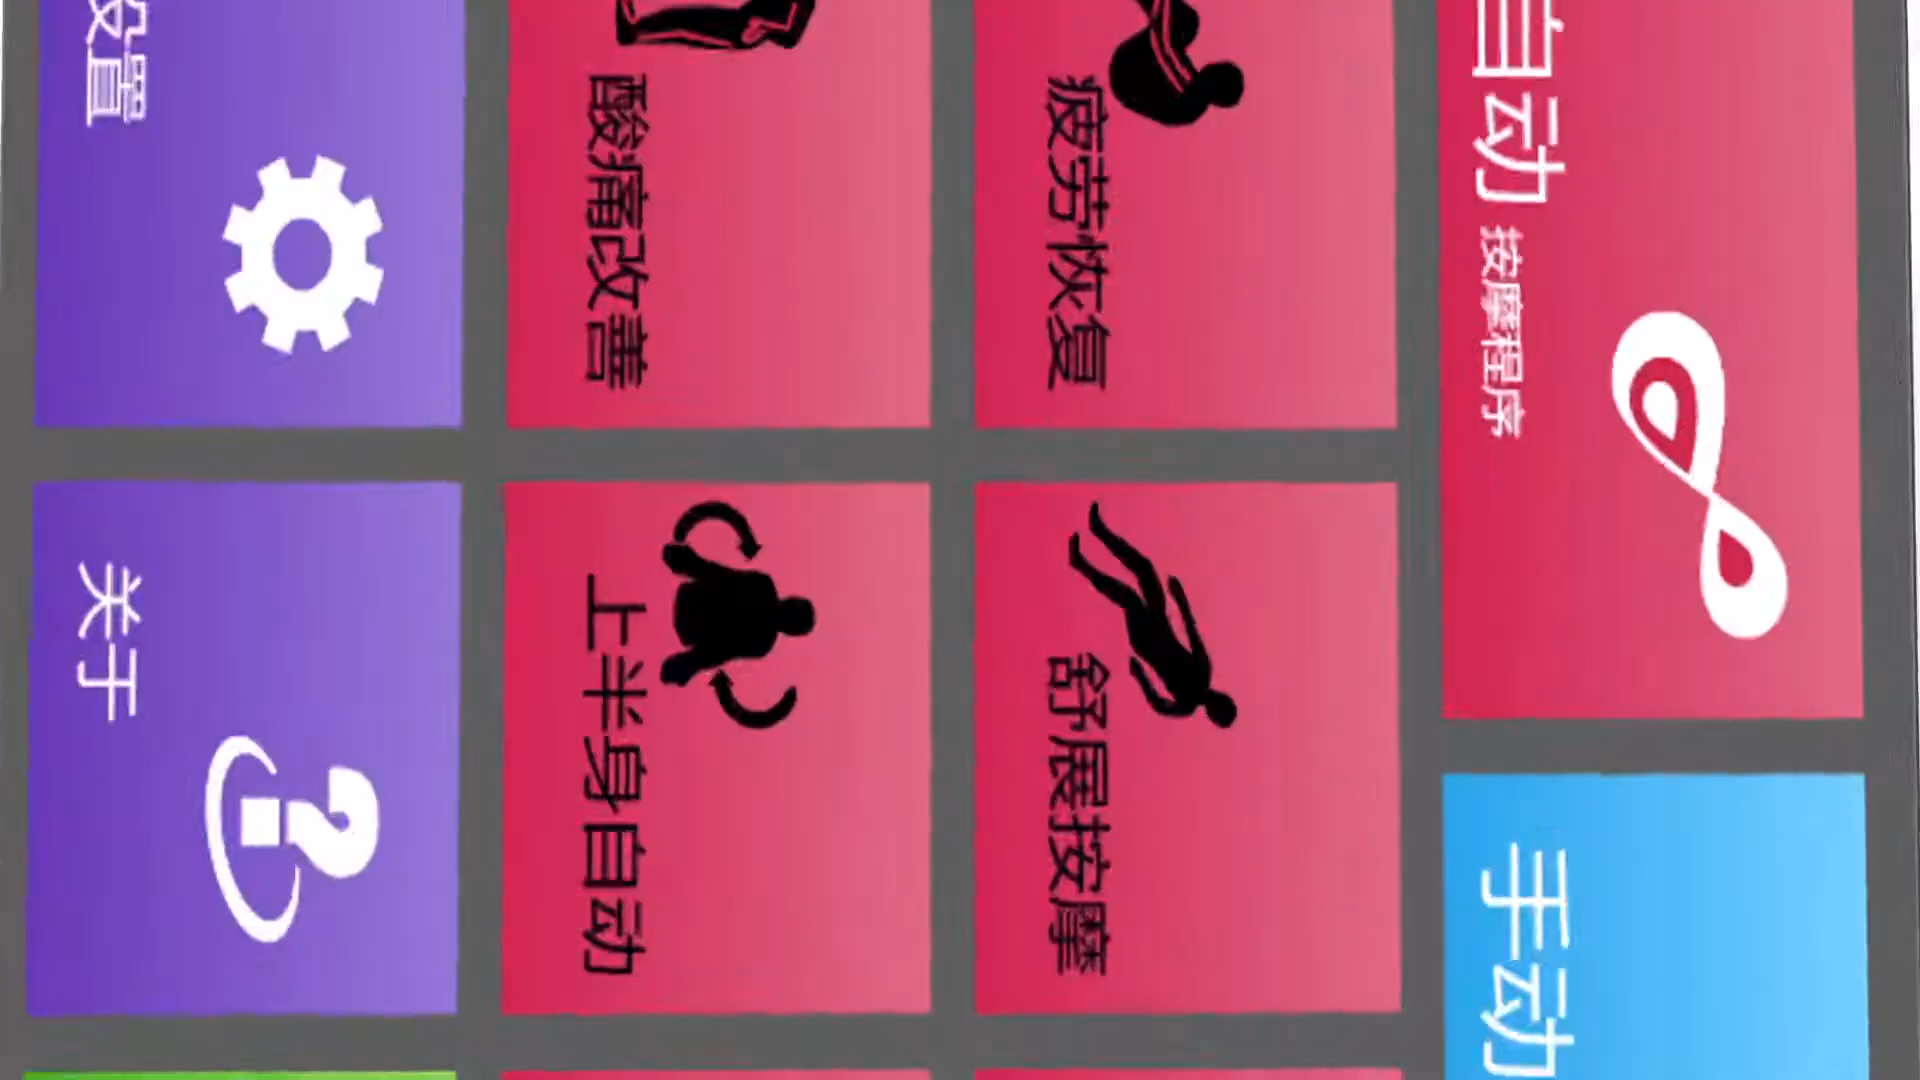 自动 按摩程序
手动
疲劳恢复
舒展按摩
酸痛改善
上半身自动
设置
关于